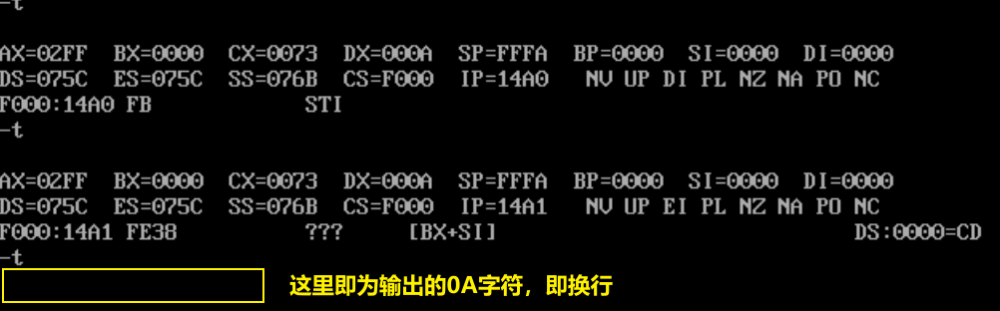 -t
AX=02FF BX=0000 CX=0073 DX=000A SP=FFFA BP=0000 SI=0000 DI=0000
DS=075C ES=075C SS=076B CS=F000 IP=14A0 NV UP DI PL NZ NA PO NC
F000:14A0 FB STI
-t
AX=02FF BX=0000 CX=0073 DX=000A SP=FFFA BP=0000 SI=0000 DI=0000
DS=075C ES=075C SS=076B CS=F000 IP=14A1 NV UP EI PL NZ NA PO NC
F000:14A1 FE38 ??? [BX+SI] DS:0000=CD
-t
这里即为输出的0A字符，即换行